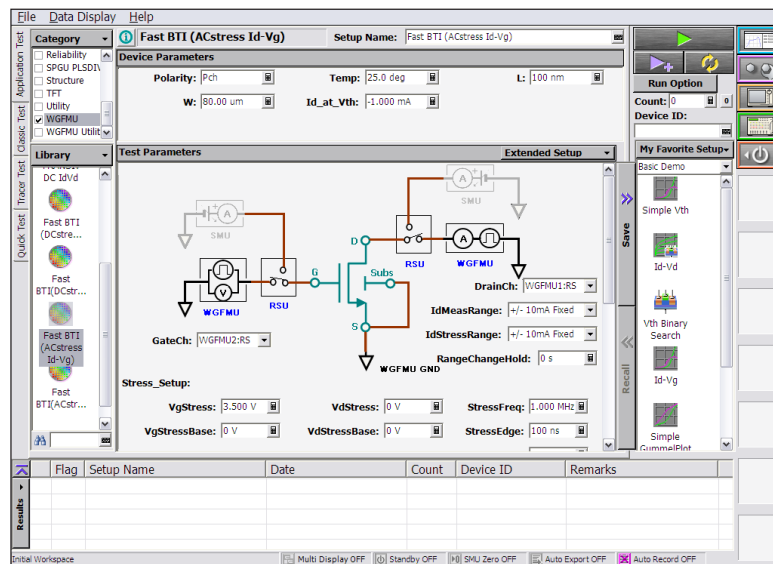 File Data Display Help
Application Test
Classic Test
Tracer Test
Quick Test
Category
Reliability
SPGU PLSDIV
Structure
TFT
Utility
WGFMU
WGFMU Utilit
Library
DC IdVd
Fast BTI
(DCstre...
Fast
BTI(DCstr...
Fast BTI
(ACstress
Id-Vg)
Fast
BTI(ACstr...
Fast BTI (ACstress Id-Vg)
Setup Name: Fast BTI (ACstress Id-Vg)
Device Parameters
Polarity: Pch
Temp: 25.0 deg
L: 100 nm
W: 80.00 um
Id_at_Vth: -1.000 mA
Test Parameters
Extended Setup
A
SMU
A
SMU
V
WGFMU
RSU
G
D
Subs
S
RSU
A
WGFMU
WGFMU GND
DrainCh: WGFMU1:RS
IdMeasRange: +/- 10mA Fixed
IdStressRange: +/- 10mA Fixed
GateCh: WGFMU2:RS
RangeChangeHold: 0 s
Stress_Setup:
VgStress: 3.500 V
VdStress: 0 V
StressFreq: 1.000 MHz
VgStressBase: 0 V
VdStressBase: 0 V
StressEdge: 100 ns
Save
Recall
Run Option
Count: 0
0
Device ID:
My Favorite Setup
Basic Demo
Simple Vth
Id-Vd
Vth Binary
Search
Id-Vg
Simple
GummelPlot
Results
Flag Setup Name Date Count Device ID Remarks
Initial Workspace
Multi Display OFF
Standby OFF
SMU Zero OFF
Auto Export OFF
Auto Record OFF